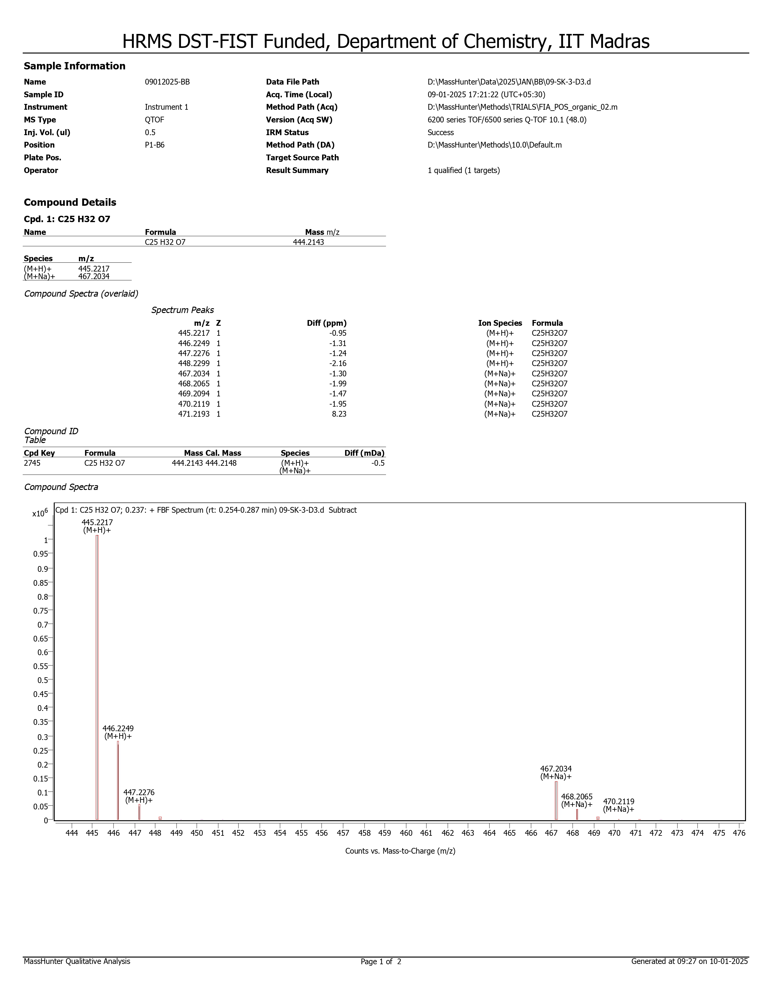 HRMS DST-FIST Funded, Department of Chemistry, IIT Madras
Sample Information
Name 09012025-BB Data File Path D:\MassHunter\Data\2025\JAN\BB\09-SK-3-D3.d
Sample ID Acq. Time (Local) 09-01-2025 17:21:22 (UTC+05:30)
Instrument Instrument 1 Method Path (Acq) D:\MassHunter\Methods\TRIALS\FIA_POS_organic_02.m
MS Type QTOF Version (Acq SW) 6200 series TOF/6500 series Q-TOF 10.1 (48.0)
Inj. Vol. (ul) 0.5 IRM Status Success
Position P1-B6 Method Path (DA) D:\MassHunter\Methods\10.0\Default.m
Plate Pos. Target Source Path
Operator Result Summary 1 qualified (1 targets)
Compound Details
Cpd. 1: C25 H32 O7
Name Formula Mass m/z
C25 H32 O7 444.2143
Species m/z
(M+H)+ 445.2217
(M+Na)+ 467.2034
Compound Spectra (overlaid)
Spectrum Peaks
m/z Z Diff (ppm) Ion Species Formula
445.2217 1 -0.95 (M+H)+ C25H32O7
446.2249 1 -1.31 (M+H)+ C25H32O7
447.2276 1 -1.24 (M+H)+ C25H32O7
448.2299 1 -2.16 (M+H)+ C25H32O7
467.2034 1 -1.30 (M+Na)+ C25H32O7
468.2065 1 -1.99 (M+Na)+ C25H32O7
469.2094 1 -1.47 (M+Na)+ C25H32O7
470.2119 1 -1.95 (M+Na)+ C25H32O7
471.2193 1 8.23 (M+Na)+ C25H32O7
Compound ID
Table
Cpd Key Formula Mass Cal. Mass Species Diff (mDa)
2745 C25 H32 O7 444.2143 444.2148 (M+H)+ -0.5
(M+Na)+
Compound Spectra
x10⁶ Cpd 1: C25 H32 O7; 0.237: + FBF Spectrum (rt: 0.254-0.287 min) 09-SK-3-D3.d Subtract
445.2217
(M+H)+
1
0.95
0.9
0.85
0.8
0.75
0.7
0.65
0.6
0.55
0.5
0.45
0.4
0.35
446.2249
(M+H)+
0.3
0.25
0.2
467.2034
(M+Na)+
0.15
447.2276
(M+H)+
0.1
468.2065
(M+Na)+
470.2119
(M+Na)+
0.05
0
444 445 446 447 448 449 450 451 452 453 454 455 456 457 458 459 460 461 462 463 464 465 466 467 468 469 470 471 472 473 474 475 476
Counts vs. Mass-to-Charge (m/z)
MassHunter Qualitative Analysis Page 1 of 2 Generated at 09:27 on 10-01-2025